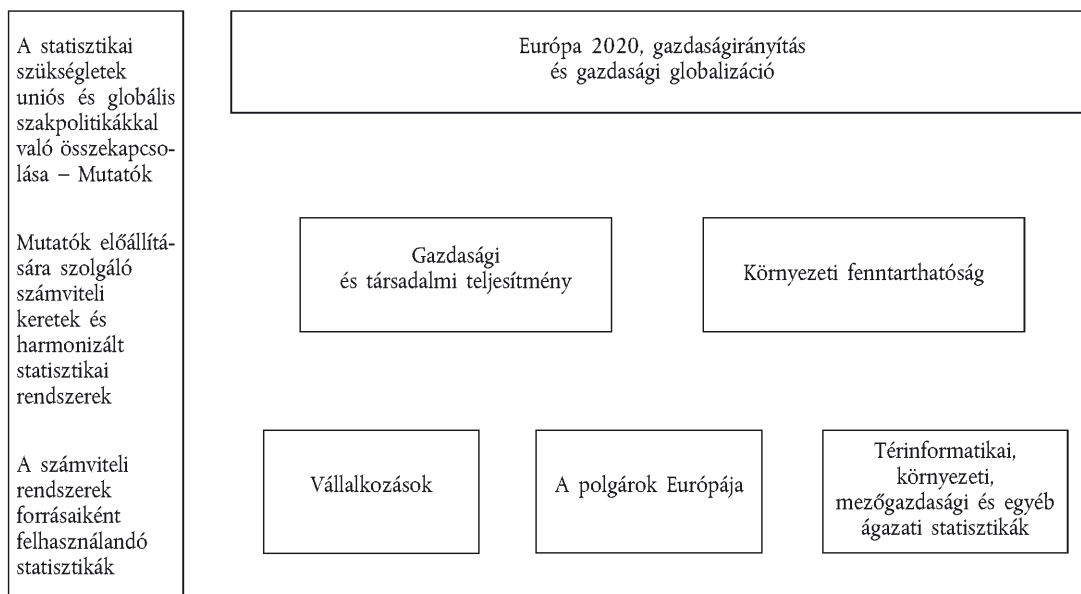 A statisztikai
szükségletek
uniós és globális
szakpolitikákkal
való összekapcso-
lása – Mutatók
Európa 2020, gazdaságirányítás
és gazdasági globalizáció
Mutatók előállítá-
sára szolgáló
számviteli
keretek és
harmonizált
statisztikai
rendszerek
Gazdasági
és társadalmi teljesítmény
Környezeti fenntarthatóság
A számviteli
rendszerek
forrásaiként
felhasználandó
statisztikák
Vállalkozások
A polgárok Európája
Térinformatikai,
környezeti,
mezőgazdasági és egyéb
ágazati statisztikák